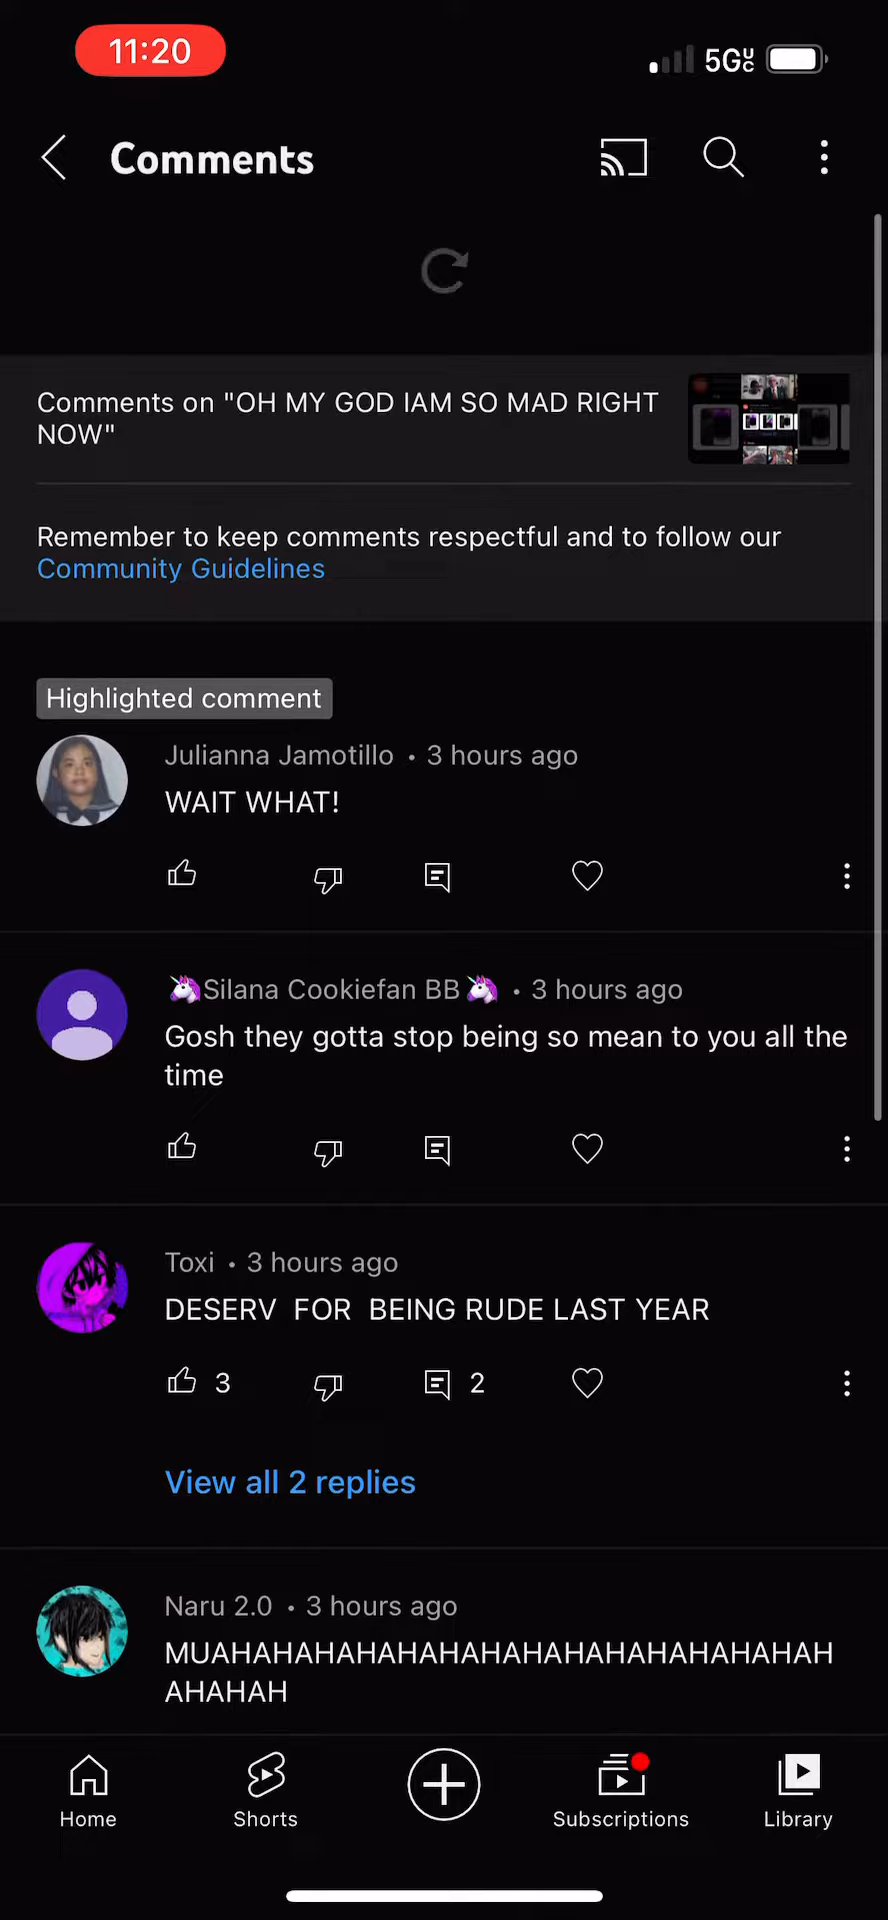 11:20
5GUC
Comments
Comments on "OH MY GOD IAM SO MAD RIGHT
NOW"
Remember to keep comments respectful and to follow our
Community Guidelines
Highlighted comment
Julianna Jamotillo • 3 hours ago
WAIT WHAT!
🦄Silana Cookiefan BB🦄 • 3 hours ago
Gosh they gotta stop being so mean to you all the
time
Toxi • 3 hours ago
DESERV  FOR  BEING RUDE LAST YEAR
3
2
View all 2 replies
Naru 2.0 • 3 hours ago
MUAHAHAHAHAHAHAHAHAHAHAHAHAHAHAH
AHAHAH
Home
Shorts
Subscriptions
Library